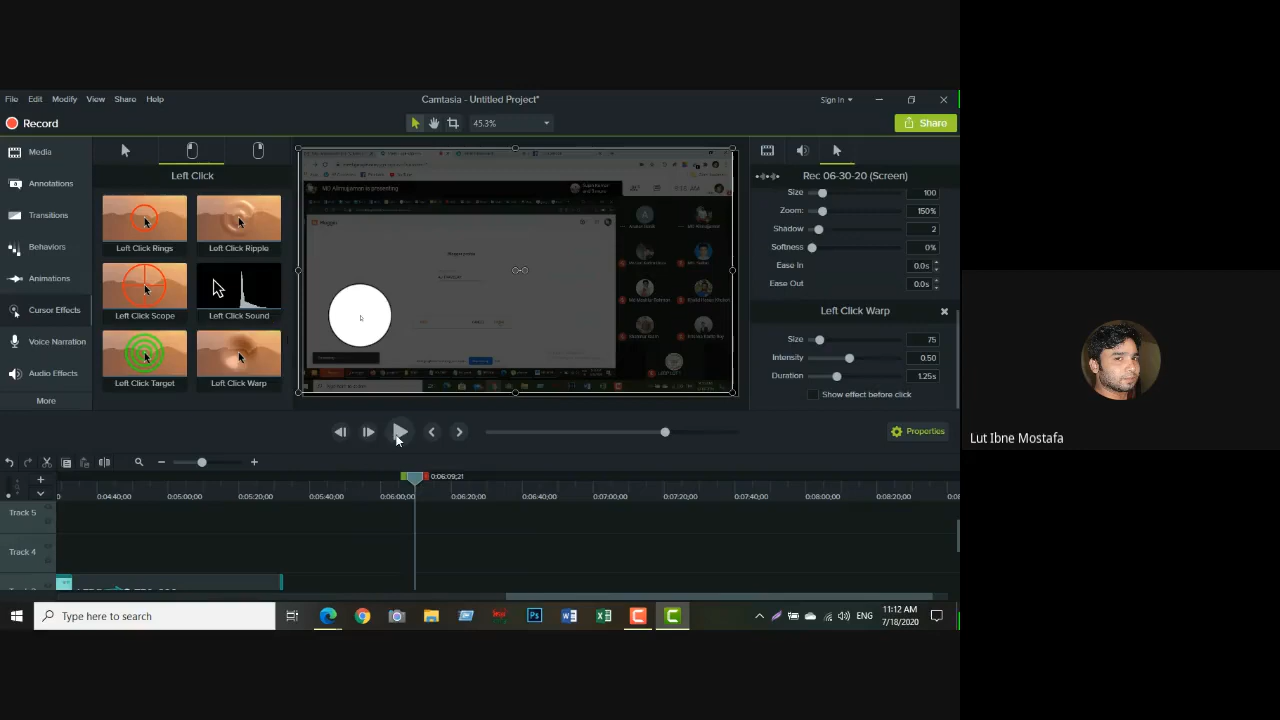 File Edit Modify View Share Help
Camtasia - Untitled Project*
Sign In
Record
45.3%
Share
Media
Annotations
Transitions
Behaviors
Animations
Cursor Effects
Voice Narration
Audio Effects
More
Left Click
Left Click Rings
Left Click Ripple
Left Click Scope
Left Click Sound
Left Click Target
Left Click Warp
MD Alimujaman is presenting
Rec 06-30-20 (Screen)
Size 100
Zoom: 150%
Shadow 2
Softness: 0%
Ease In 0.0s
Ease Out 0.0s
Left Click Warp
Size: 75
Intensity 0.50
Duration: 1.25s
Show effect before click
Properties
0:06:09;21
0:04:40;00 0:05:00;00 0:05:20;00 0:05:40;00 0:06:00;00 0:06:20;00 0:06:40;00 0:07:00;00 0:07:20;00 0:07:40;00 0:08:00;00 0:08:20;00
Track 5
Track 4
Type here to search
ENG
11:12 AM
7/18/2020
Lut Ibne Mostafa